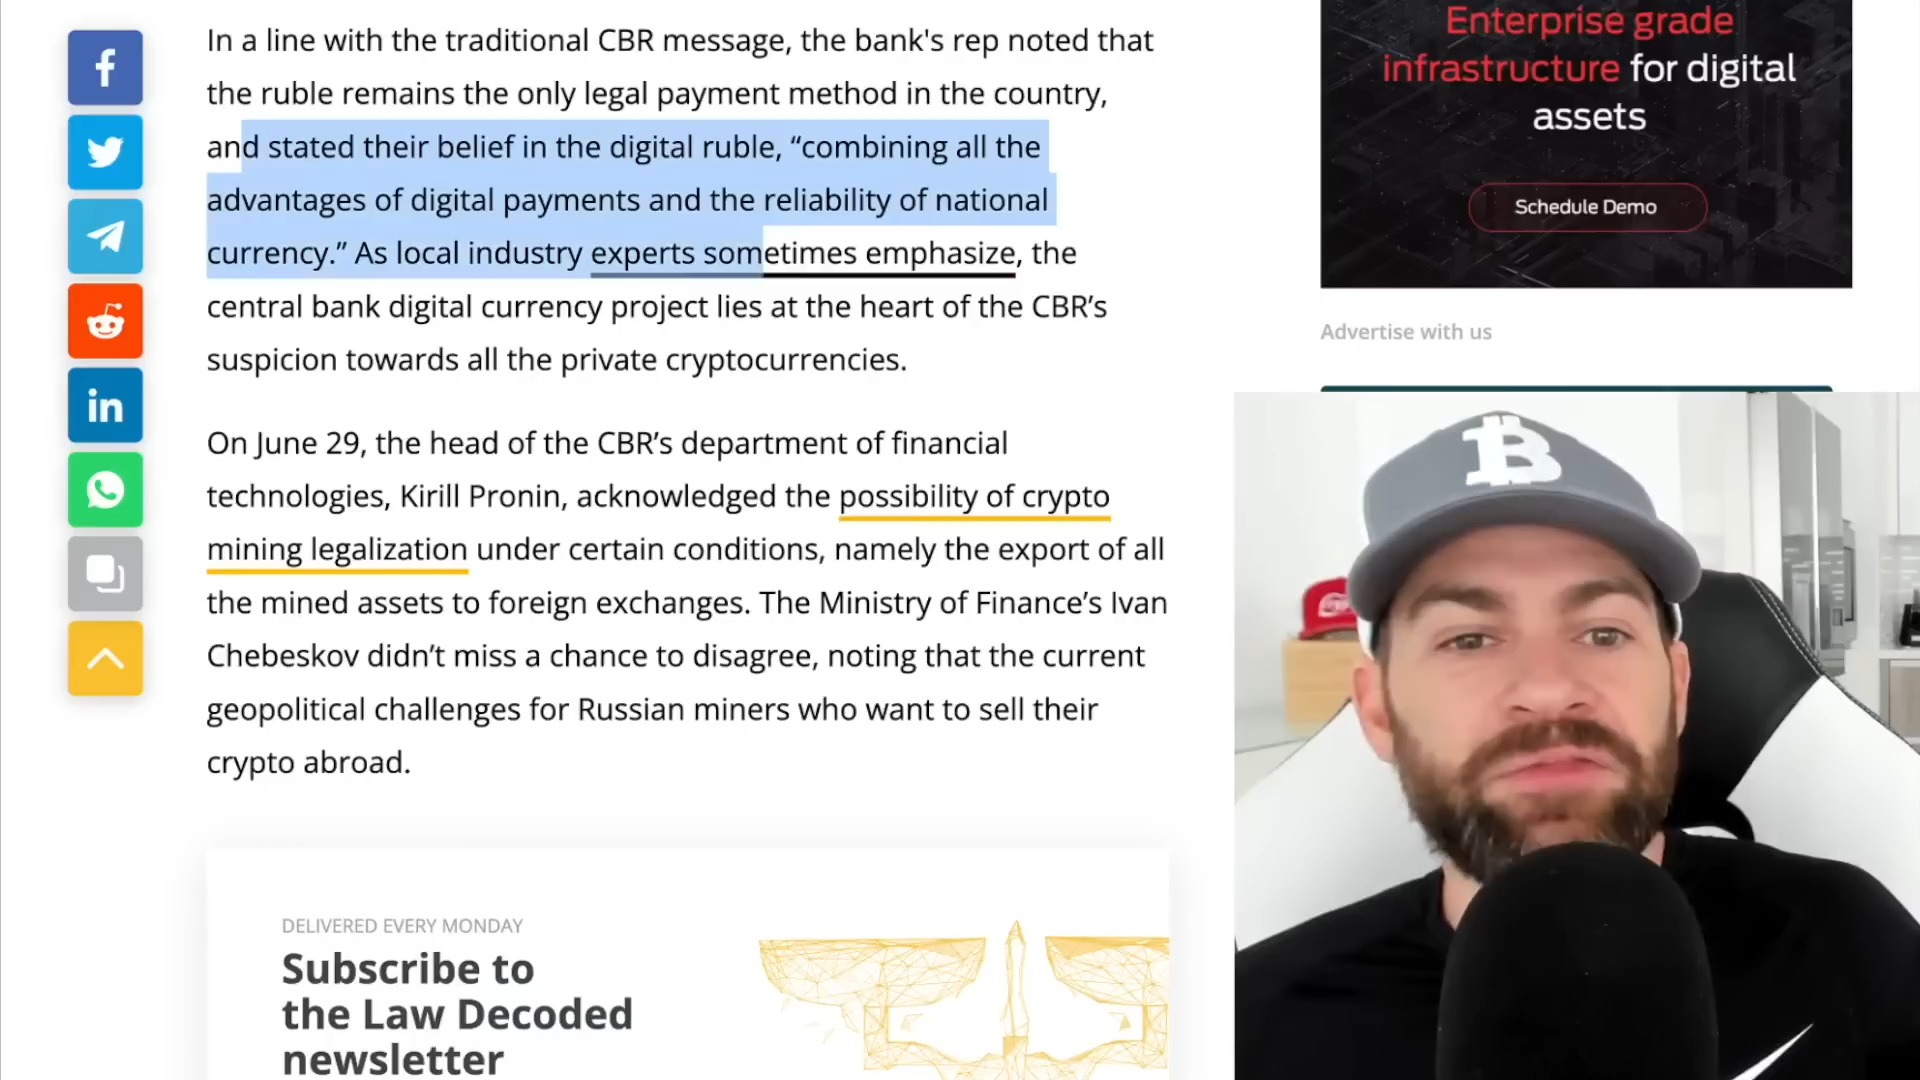 In a line with the traditional CBR message, the bank's rep noted that
the ruble remains the only legal payment method in the country,
and stated their belief in the digital ruble, “combining all the
advantages of digital payments and the reliability of national
currency.” As local industry experts sometimes emphasize, the
central bank digital currency project lies at the heart of the CBR’s
suspicion towards all the private cryptocurrencies.
On June 29, the head of the CBR’s department of financial
technologies, Kirill Pronin, acknowledged the possibility of crypto
mining legalization under certain conditions, namely the export of all
the mined assets to foreign exchanges. The Ministry of Finance’s Ivan
Chebeskov didn’t miss a chance to disagree, noting that the current
geopolitical challenges for Russian miners who want to sell their
crypto abroad.
DELIVERED EVERY MONDAY
Subscribe to
the Law Decoded
newsletter
Enterprise grade
infrastructure for digital
assets
Schedule Demo
Advertise with us